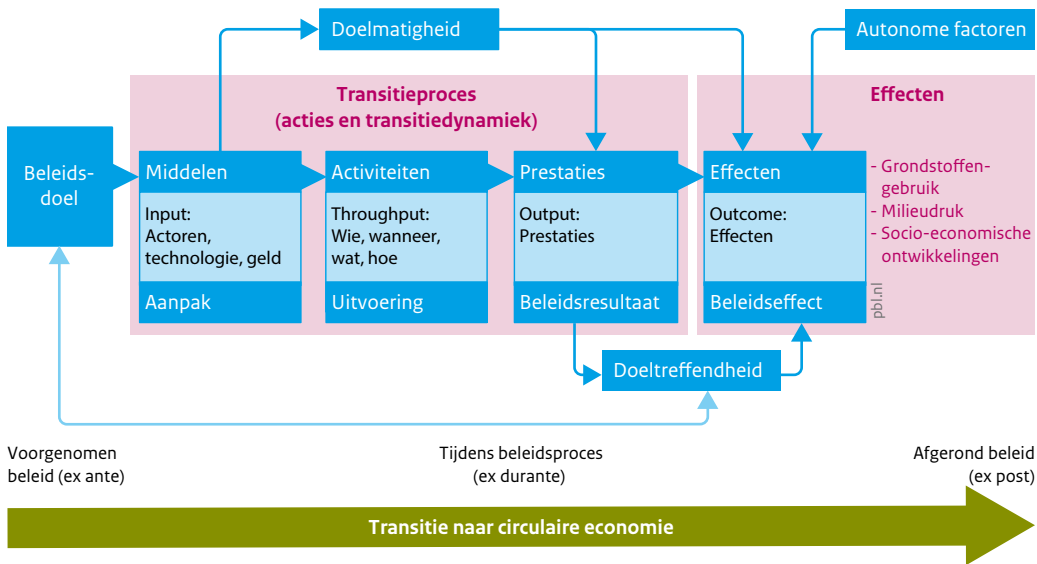 Doelmatigheid
Autonome factoren
Transitieproces
(acties en transitiedynamiek)
Effecten
Beleids-
doel
Middelen
Input:
Actoren,
technologie, geld
Aanpak
Activiteiten
Throughput:
Wie, wanneer,
wat, hoe
Uitvoering
Prestaties
Output:
Prestaties
Beleidsresultaat
Effecten
Outcome:
Effecten
Beleidseffect
- Grondstoffen-
gebruik
- Milieudruk
- Socio-economische
ontwikkelingen
pbl.nl
Doeltreffendheid
Voorgenomen
beleid (ex ante)
Tijdens beleidsproces
(ex durante)
Afgerond beleid
(ex post)
Transitie naar circulaire economie